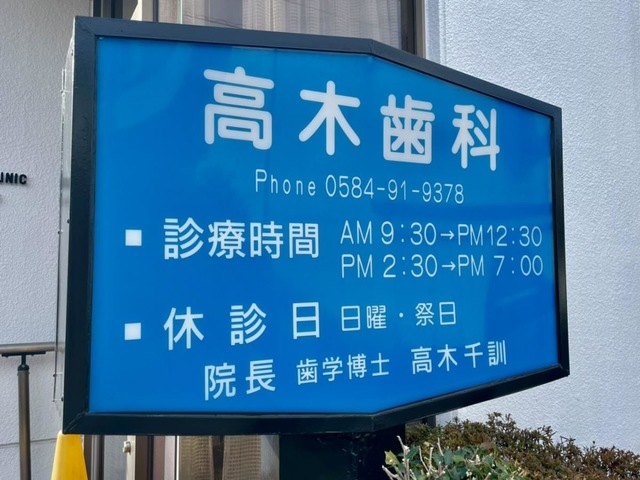 高木歯科
Phone 0584-91-9378
■ 診療時間 AM 9:30→PM12:30
PM 2:30→PM 7:00
■ 休診日 日曜・祭日
院長 歯学博士 高木千訓